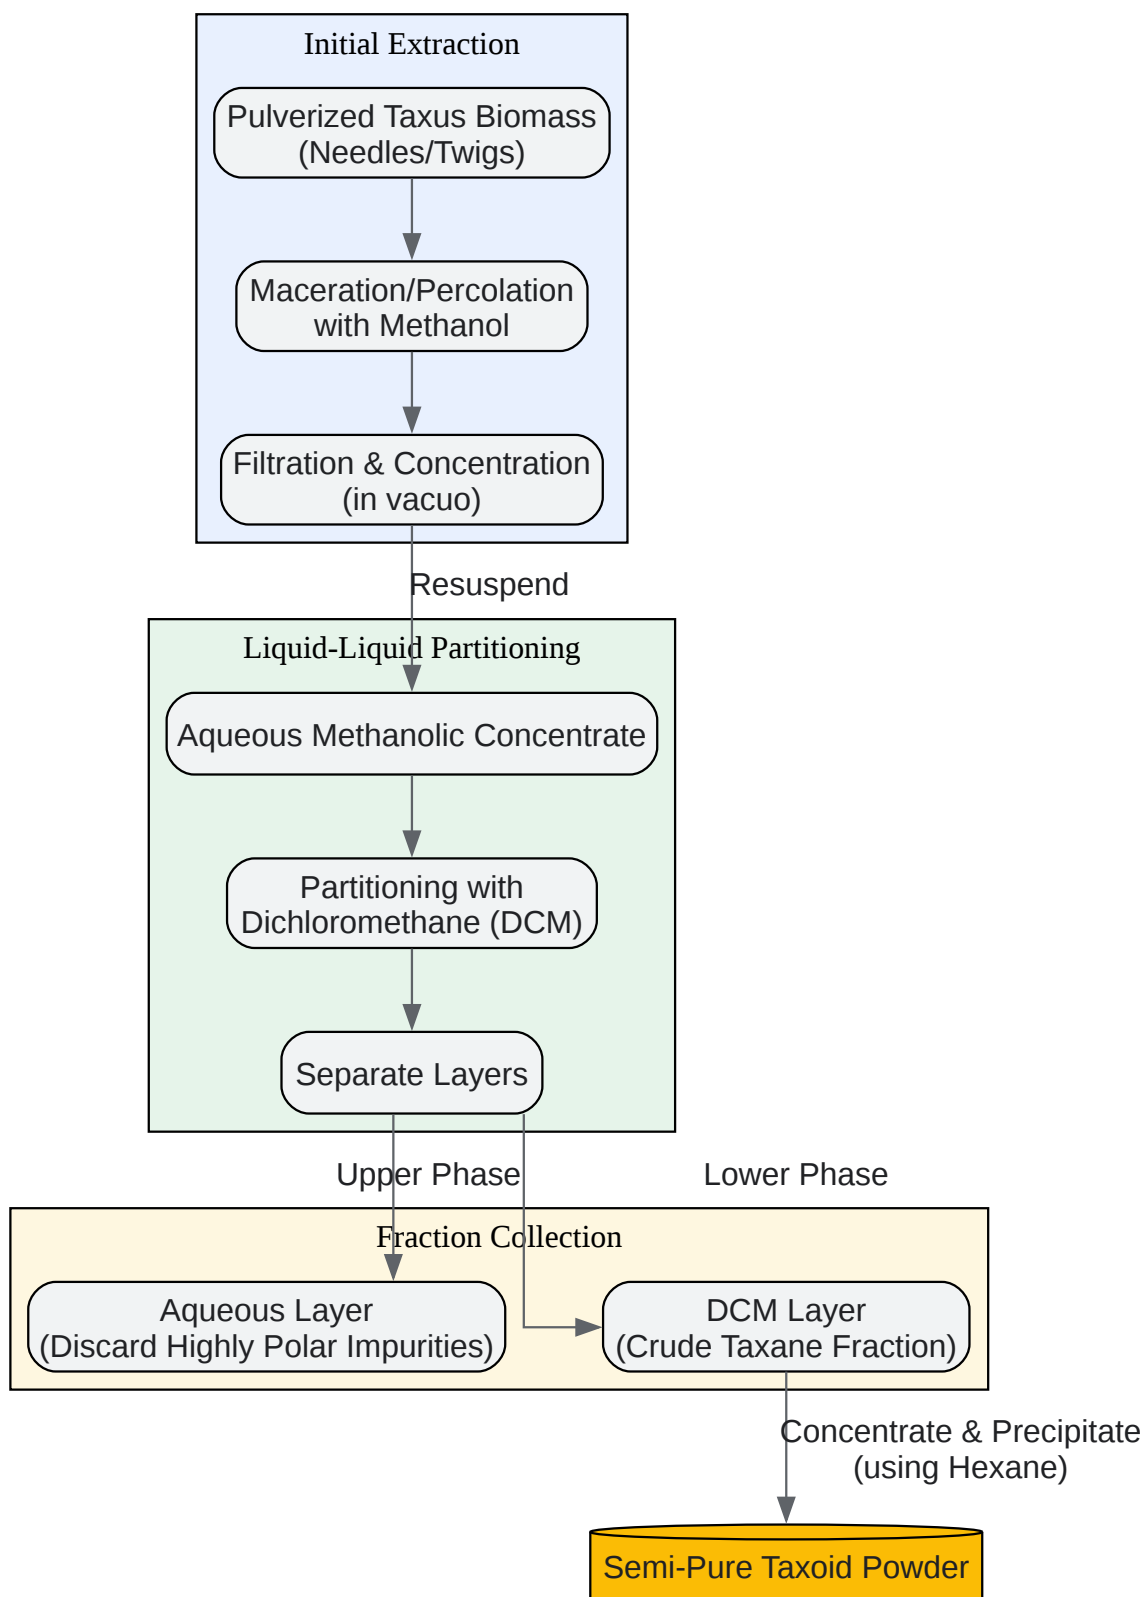 Initial Extraction
Pulverized Taxus Biomass
(Needles/Twigs)
Maceration/Percolation
with Methanol
Filtration & Concentration
(in vacuo)
Resuspend
Liquid-Liquid Partitioning
Aqueous Methanolic Concentrate
Partitioning with
Dichloromethane (DCM)
Separate Layers
Upper Phase
Lower Phase
Fraction Collection
Aqueous Layer
(Discard Highly Polar Impurities)
DCM Layer
(Crude Taxane Fraction)
Concentrate & Precipitate
(using Hexane)
Semi-Pure Taxoid Powder